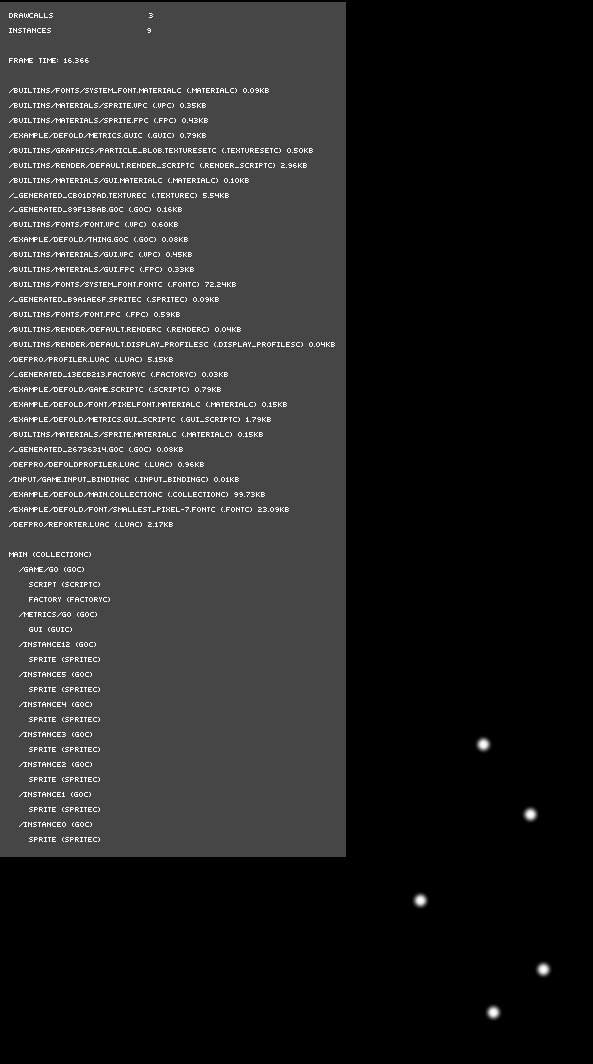 DRAWCALLS 3
INSTANCES 9
FRAME TIME: 16.366
/BUILTINS/FONTS/SYSTEM_FONT.MATERIALC (.MATERIALC) 0.09KB
/BUILTINS/MATERIALS/SPRITE.VPC (.VPC) 0.35KB
/BUILTINS/MATERIALS/SPRITE.FPC (.FPC) 0.43KB
/EXAMPLE/DEFOLD/METRICS.GUIC (.GUIC) 0.79KB
/BUILTINS/GRAPHICS/PARTICLE_BLOB.TEXTURESETC (.TEXTURESETC) 0.50KB
/BUILTINS/RENDER/DEFAULT.RENDER_SCRIPTC (.RENDER_SCRIPTC) 2.96KB
/BUILTINS/MATERIALS/GUI.MATERIALC (.MATERIALC) 0.10KB
/_GENERATED_CB01D7AD.TEXTUREC (.TEXTUREC) 5.54KB
/_GENERATED_89F13BAB.GOC (.GOC) 0.16KB
/BUILTINS/FONTS/FONT.VPC (.VPC) 0.60KB
/EXAMPLE/DEFOLD/THING.GOC (.GOC) 0.08KB
/BUILTINS/MATERIALS/GUI.VPC (.VPC) 0.45KB
/BUILTINS/MATERIALS/GUI.FPC (.FPC) 0.33KB
/BUILTINS/FONTS/SYSTEM_FONT.FONTC (.FONTC) 72.24KB
/_GENERATED_B9A1AE6F.SPRITEC (.SPRITEC) 0.09KB
/BUILTINS/FONTS/FONT.FPC (.FPC) 0.59KB
/BUILTINS/RENDER/DEFAULT.RENDERC (.RENDERC) 0.04KB
/BUILTINS/RENDER/DEFAULT.DISPLAY_PROFILESC (.DISPLAY_PROFILESC) 0.04KB
/DEFPRO/PROFILER.LUAC (.LUAC) 5.15KB
/_GENERATED_13ECB213.FACTORYC (.FACTORYC) 0.03KB
/EXAMPLE/DEFOLD/GAME.SCRIPTC (.SCRIPTC) 0.79KB
/EXAMPLE/DEFOLD/FONT/PIXELFONT.MATERIALC (.MATERIALC) 0.15KB
/EXAMPLE/DEFOLD/METRICS.GUI_SCRIPTC (.GUI_SCRIPTC) 1.79KB
/BUILTINS/MATERIALS/SPRITE.MATERIALC (.MATERIALC) 0.15KB
/_GENERATED_26736314.GOC (.GOC) 0.08KB
/DEFPRO/DEFOLDPROFILER.LUAC (.LUAC) 0.96KB
/INPUT/GAME.INPUT_BINDINGC (.INPUT_BINDINGC) 0.01KB
/EXAMPLE/DEFOLD/MAIN.COLLECTIONC (.COLLECTIONC) 99.73KB
/EXAMPLE/DEFOLD/FONT/SMALLEST_PIXEL-7.FONTC (.FONTC) 23.09KB
/DEFPRO/REPORTER.LUAC (.LUAC) 2.17KB
MAIN (COLLECTIONC)
/GAME/GO (GOC)
SCRIPT (SCRIPTC)
FACTORY (FACTORYC)
/METRICS/GO (GOC)
GUI (GUIC)
/INSTANCE12 (GOC)
SPRITE (SPRITEC)
/INSTANCE5 (GOC)
SPRITE (SPRITEC)
/INSTANCE4 (GOC)
SPRITE (SPRITEC)
/INSTANCE3 (GOC)
SPRITE (SPRITEC)
/INSTANCE2 (GOC)
SPRITE (SPRITEC)
/INSTANCE1 (GOC)
SPRITE (SPRITEC)
/INSTANCE0 (GOC)
SPRITE (SPRITEC)